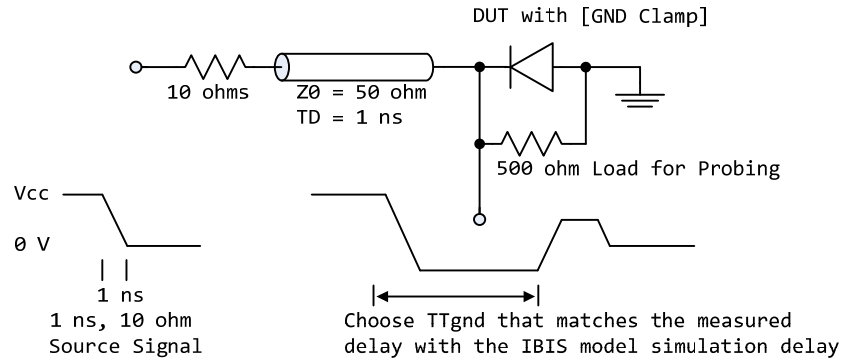 DUT with [GND Clamp]
10 ohms
Z0 = 50 ohm
TD = 1 ns
500 ohm Load for Probing
Vcc
0 V
1 ns
1 ns, 10 ohm
Source Signal
Choose TTgnd that matches the measured
delay with the IBIS model simulation delay